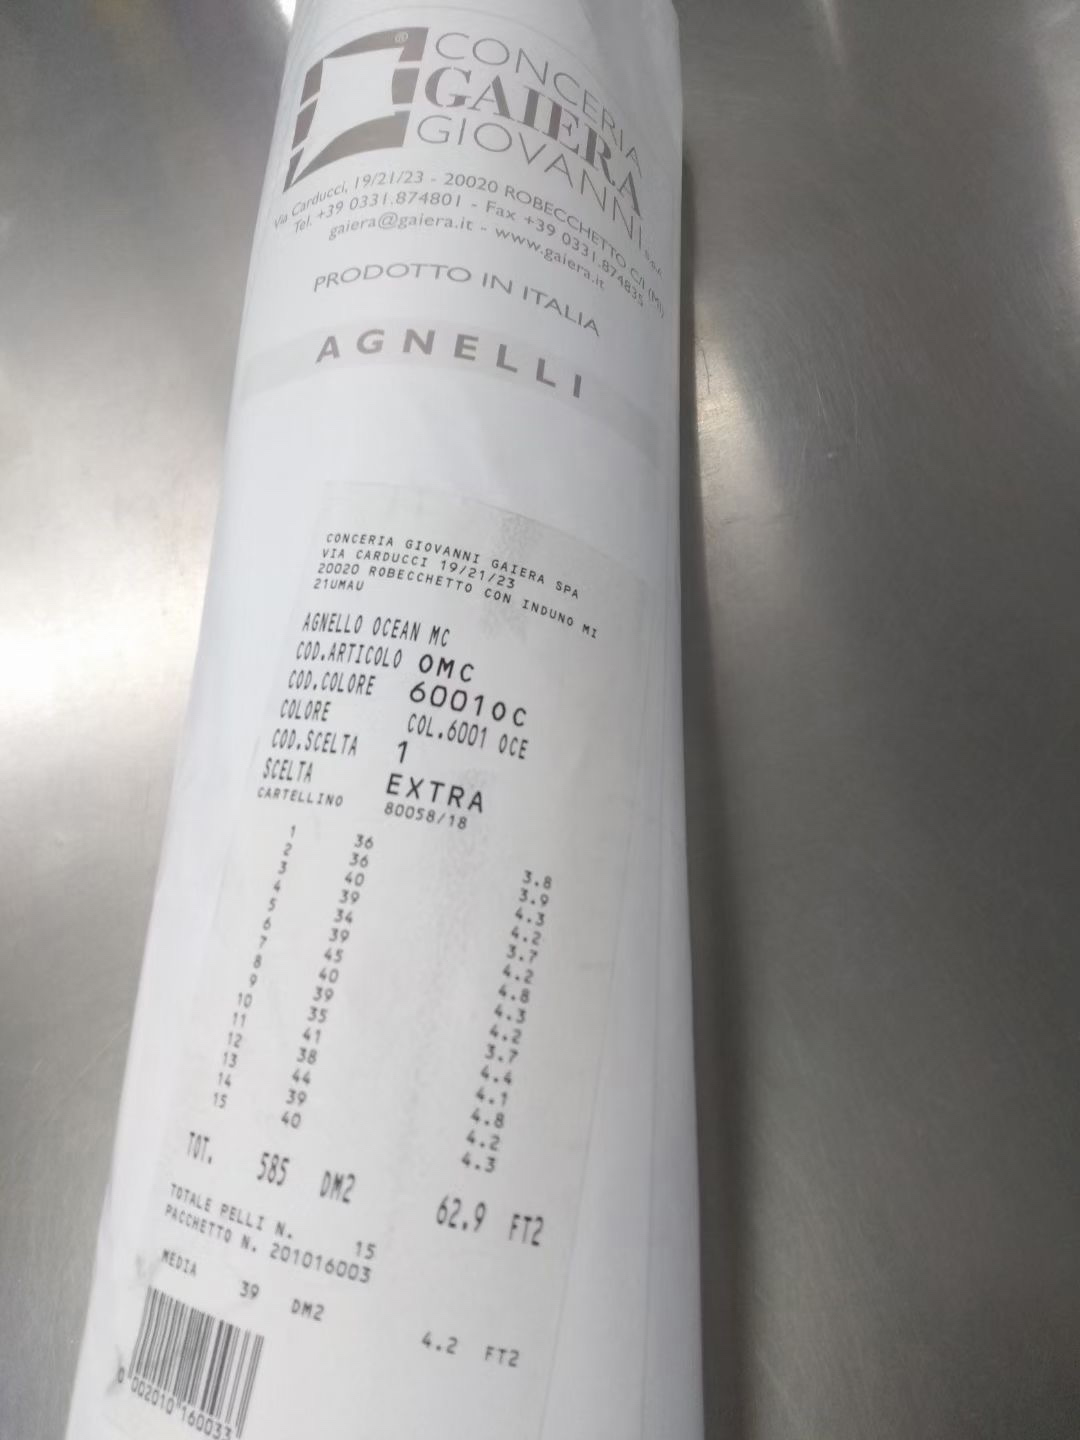 CONCERIA
GAIERA
GIOVANNI S.p.A.
Via Carducci, 19/21/23 - 20020 ROBECCHETTO C/I (MI)
Tel. +39 0331.874801 - Fax +39 0331.874835
gaiera@gaiera.it - www.gaiera.it
PRODOTTO IN ITALIA
AGNELLI
CONCERIA GIOVANNI GAIERA SPA
VIA CARDUCCI 19/21/23
20020 ROBECCHETTO CON INDUNO MI
21UMAU
AGNELLO OCEAN MC
COD.ARTICOLO OMC
COD.COLORE 60010C
COLORE COL.6001 OCE
COD.SCELTA 1
SCELTA EXTRA
CARTELLINO 80058/18
1 36 3.8
2 36 3.9
3 40 4.3
4 39 4.2
5 34 3.7
6 39 4.2
7 45 4.8
8 40 4.3
9 39 4.2
10 35 3.7
11 41 4.4
12 38 4.1
13 44 4.8
14 39 4.2
15 40 4.3
TOT. 585 DM2 62.9 FT2
TOTALE PELLI N. 15
PACCHETTO N. 201016003
MEDIA 39 DM2 4.2 FT2
0 002010 160033